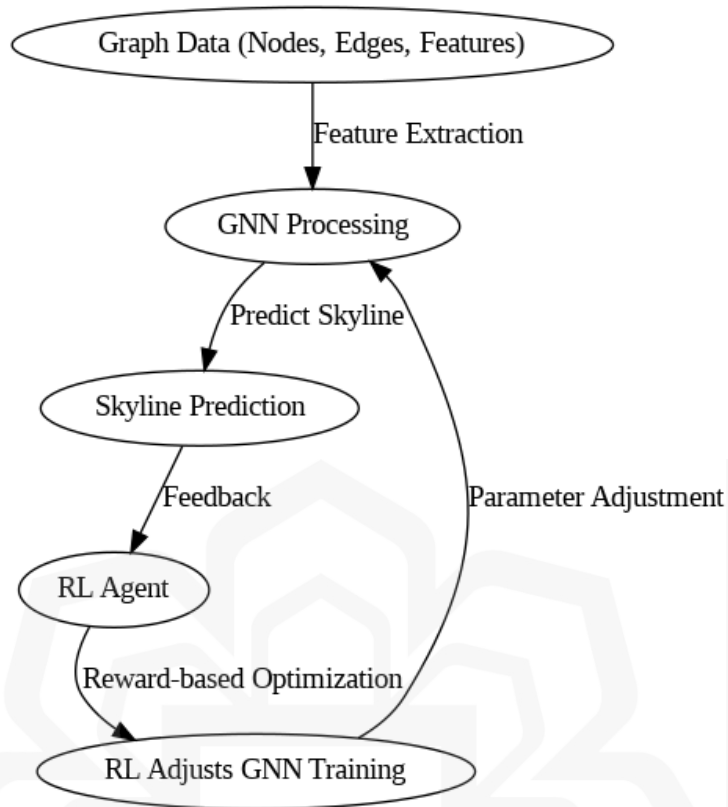 Graph Data (Nodes, Edges, Features)
Feature Extraction
GNN Processing
Predict Skyline
Skyline Prediction
Feedback
Parameter Adjustment
RL Agent
Reward-based Optimization
RL Adjusts GNN Training